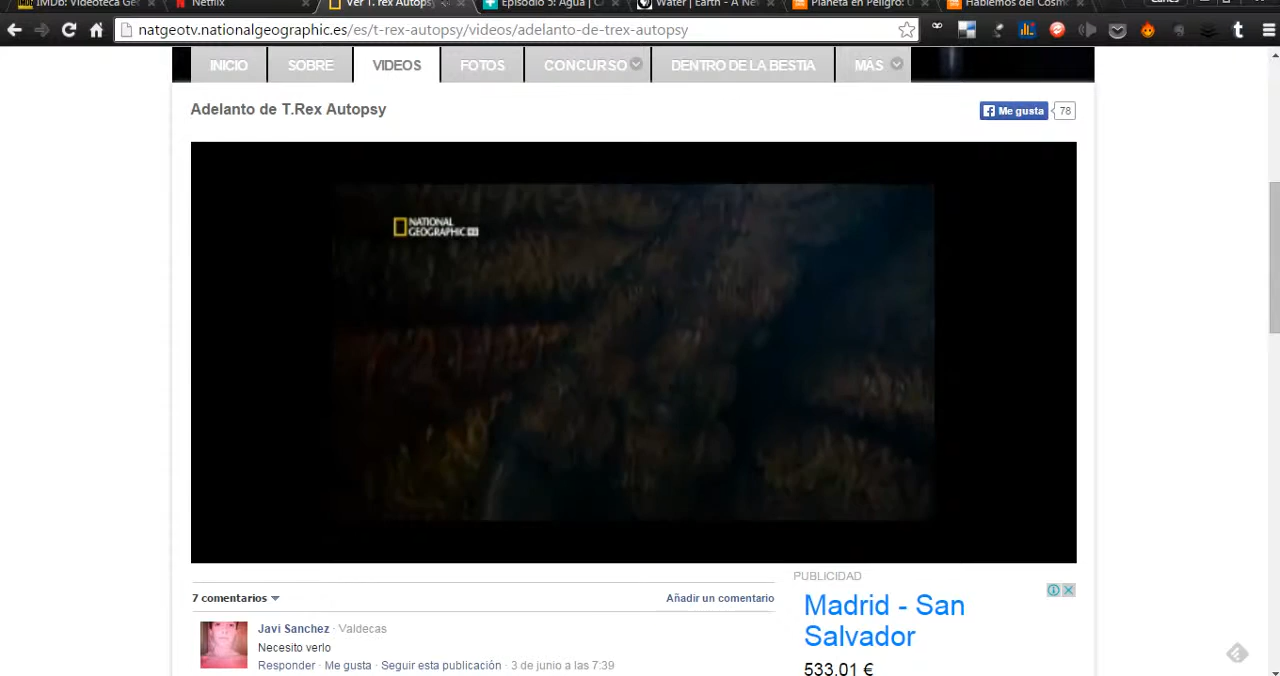 IMDb: Videoteca Ge
Netflix
Ver T. rex Autops
Episodio 5: Agua | C
Water | Earth - A Ne
Planeta en Peligro: U
Hablemos del Cosm
Carles
natgeotv.nationalgeographic.es/es/t-rex-autopsy/videos/adelanto-de-trex-autopsy
INICIO
SOBRE
VIDEOS
FOTOS
CONCURSO
DENTRO DE LA BESTIA
MÁS
Adelanto de T.Rex Autopsy
Me gusta
78
NATIONAL
GEOGRAPHIC
PUBLICIDAD
7 comentarios
Añadir un comentario
Madrid - San
Salvador
533.01 €
Javi Sanchez · Valdecas
Necesito verlo
Responder · Me gusta · Seguir esta publicación · 3 de junio a las 7:39